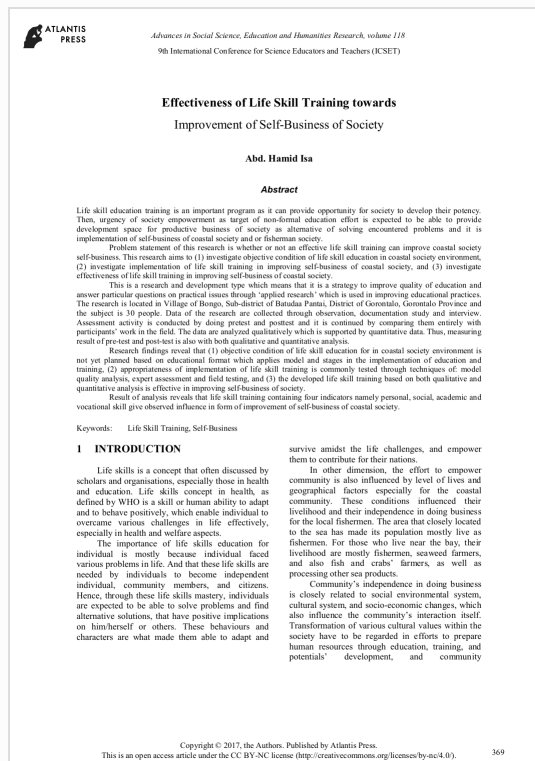 ATLANTIS
PRESS
Advances in Social Science, Education and Humanities Research, volume 118
9th International Conference for Science Educators and Teachers (ICSET)
Effectiveness of Life Skill Training towards
Improvement of Self-Business of Society
Abd. Hamid Isa
Abstract
Life skill education training is an important program as it can provide opportunity for society to develop their potency.
Then, urgency of society empowerment as target of non-formal education effort is expected to be able to provide
development space for productive business of society as alternative of solving encountered problems and it is
implementation of self-business of coastal society and or fisherman society.
Problem statement of this research is whether or not an effective life skill training can improve coastal society
self-business. This research aims to (1) investigate objective condition of life skill education in coastal society environment,
(2) investigate implementation of life skill training in improving self-business of coastal society, and (3) investigate
effectiveness of life skill training in improving self-business of coastal society.
This is a research and development type which means that it is a strategy to improve quality of education and
answer particular questions on practical issues through 'applied research' which is used in improving educational practices.
The research is located in Village of Bongo, Sub-district of Batudaa Pantai, District of Gorontalo, Gorontalo Province and
the subject is 30 people. Data of the research are collected through observation, documentation study and interview.
Assessment activity is conducted by doing pretest and posttest and it is continued by comparing them entirely with
participants' work in the field. The data are analyzed qualitatively which is supported by quantitative data. Thus, measuring
result of pre-test and post-test is also with both qualitative and quantitative analysis.
Research findings reveal that (1) objective condition of life skill education for in coastal society environment is
not yet planned based on educational format which applies model and stages in the implementation of education and
training, (2) appropriateness of implementation of life skill training is commonly tested through techniques of: model
quality analysis, expert assessment and field testing, and (3) the developed life skill training based on both qualitative and
quantitative analysis is effective in improving self-business of society.
Result of analysis reveals that life skill training containing four indicators namely personal, social, academic and
vocational skill give observed influence in form of improvement of self-business of coastal society.
Keywords: Life Skill Training, Self-Business
1 INTRODUCTION
Life skills is a concept that often discussed by
scholars and organisations, especially those in health
and education. Life skills concept in health, as
defined by WHO is a skill or human ability to adapt
and to behave positively, which enable individual to
overcame various challenges in life effectively,
especially in health and welfare aspects.
The importance of life skills education for
individual is mostly because individual faced
various problems in life. And that these life skills are
needed by individuals to become independent
individual, community members, and citizens.
Hence, through these life skills mastery, individuals
are expected to be able to solve problems and find
alternative solutions, that have positive implications
on him/herself or others. These behaviours and
characters are what made them able to adapt and
survive amidst the life challenges, and empower
them to contribute for their nations.
In other dimension, the effort to empower
community is also influenced by level of lives and
geographical factors especially for the coastal
community. These conditions influenced their
livelihood and their independence in doing business
for the local fishermen. The area that closely located
to the sea has made its population mostly live as
fishermen. For those who live near the bay, their
livelihood are mostly fishermen, seaweed farmers,
and also fish and crabs' farmers, as well as
processing other sea products.
Community's independence in doing business
is closely related to social environmental system,
cultural system, and socio-economic changes, which
also influence the community's interaction itself.
Transformation of various cultural values within the
society have to be regarded in efforts to prepare
human resources through education, training, and
potentials' development, and community
Copyright © 2017, the Authors. Published by Atlantis Press.
This is an open access article under the CC BY-NC license (http://creativecommons.org/licenses/by-nc/4.0/).
369